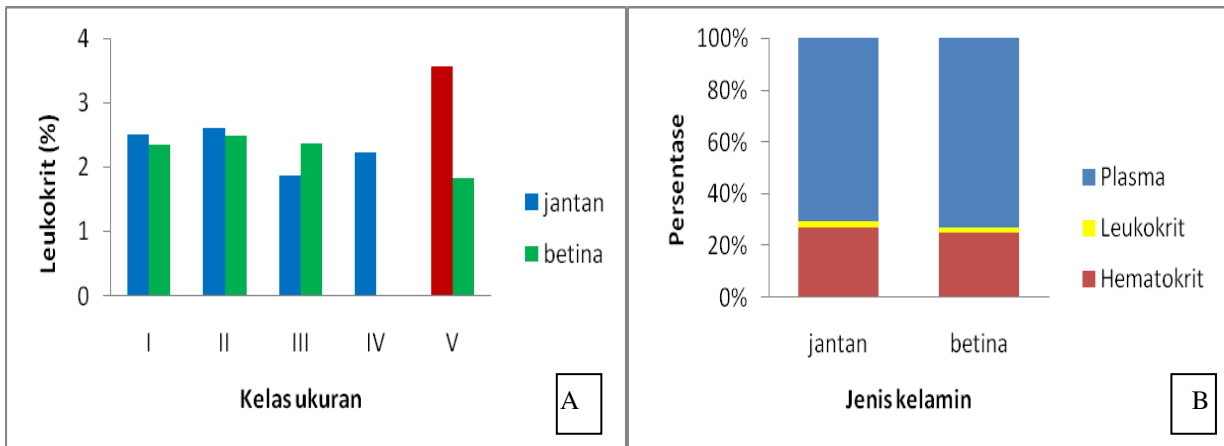 4
3
2
1
0
Leukokrit (%)
I II III IV V
Kelas ukuran
jantan
betina
A
100%
80%
60%
40%
20%
0%
Persentase
jantan betina
Jenis kelamin
Plasma
Leukokrit
Hematokrit
B